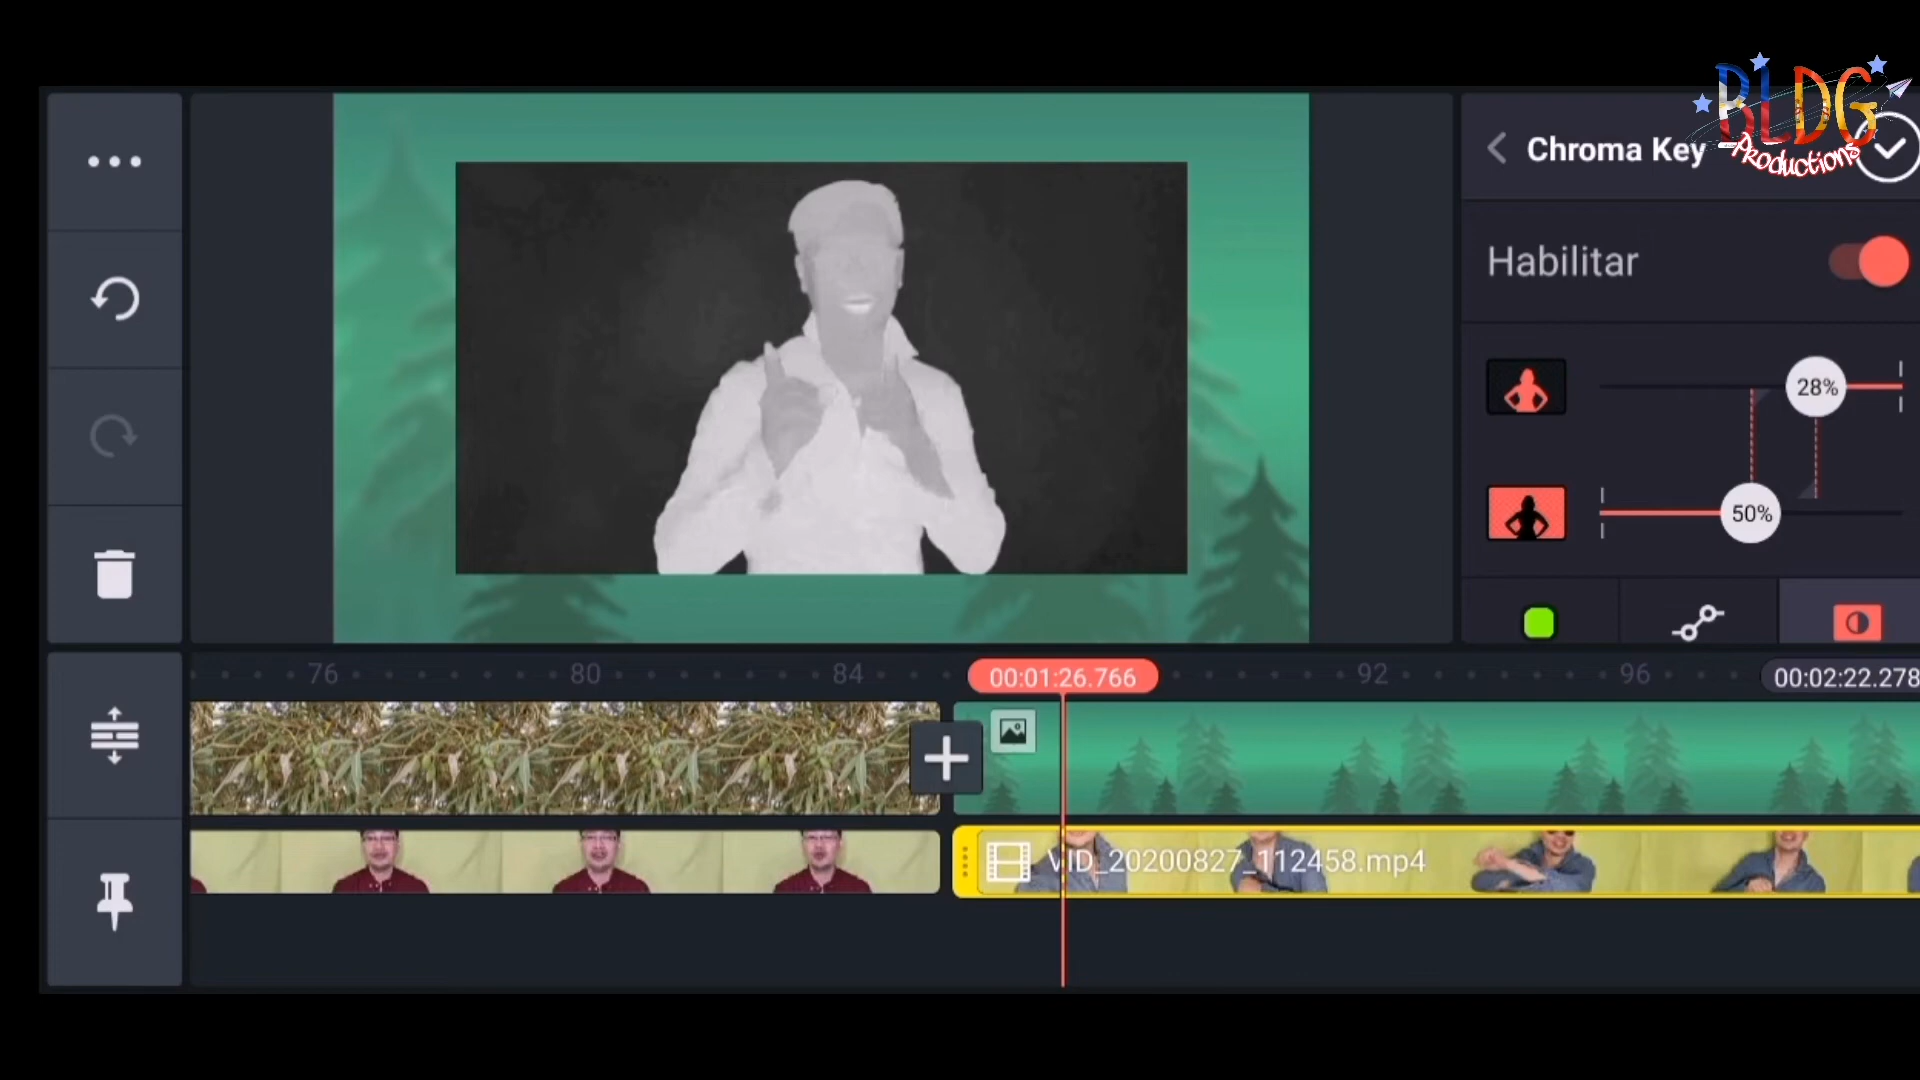 BLDG
Productions
Chroma Key
Habilitar
28%
50%
76
80
84
00:01:26.766
92
96
00:02:22.278
VID_20200827_112458.mp4